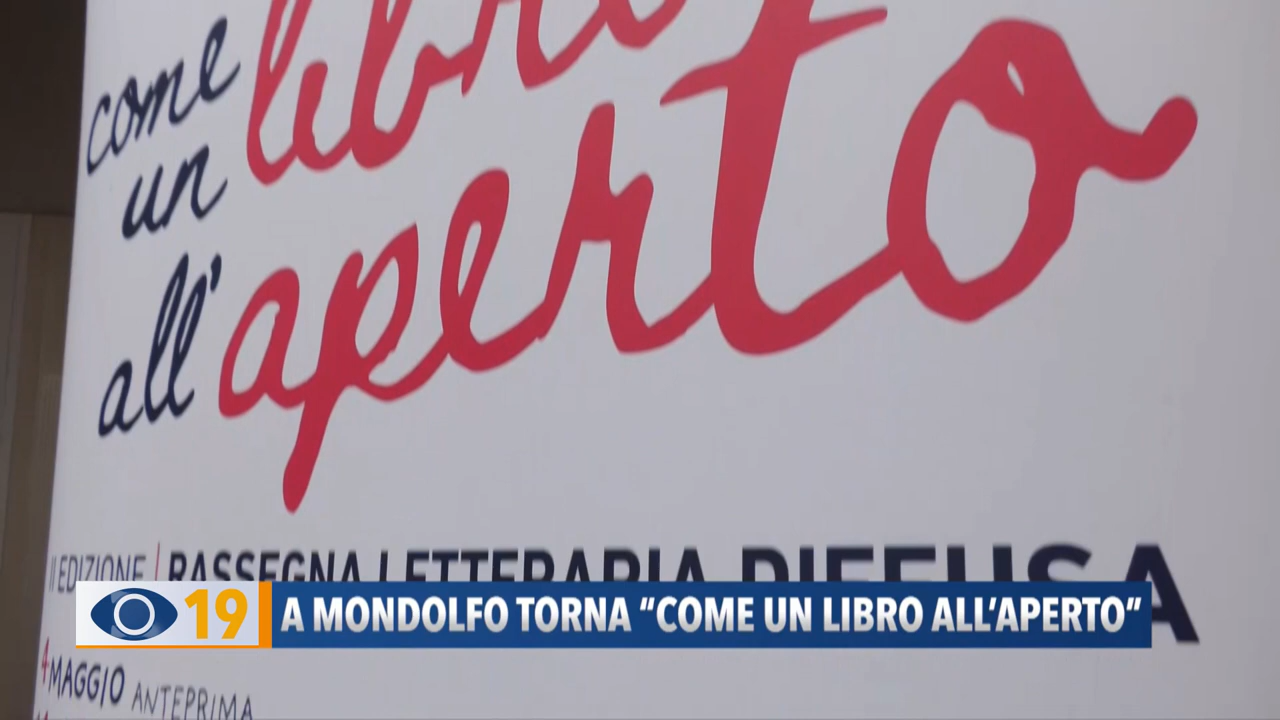 come
libro
un
all'aperto
II EDIZIONE | RASSEGNA LETTERARIA DIFFUSA
19
A MONDOLFO TORNA “COME UN LIBRO ALL’APERTO”
4 MAGGIO ANTEPRIMA